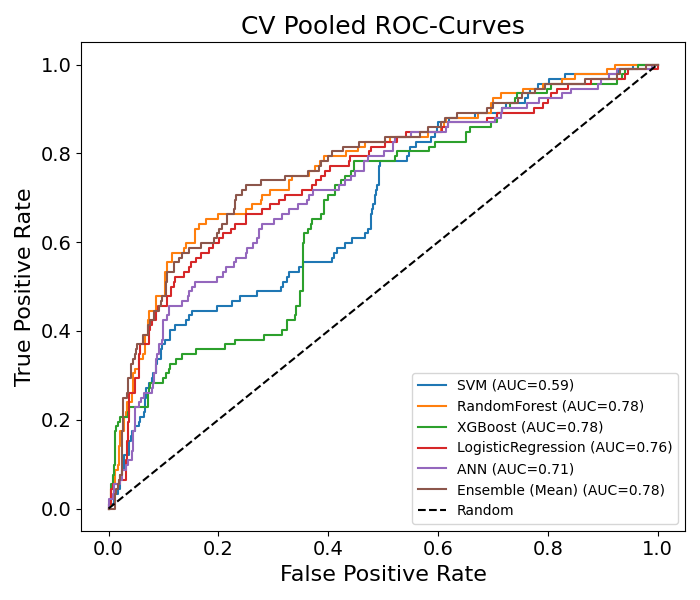 CV Pooled ROC-Curves
1.0
0.8
0.6
0.4
0.2
0.0
True Positive Rate
SVM (AUC=0.59)
RandomForest (AUC=0.78)
XGBoost (AUC=0.78)
LogisticRegression (AUC=0.76)
ANN (AUC=0.71)
Ensemble (Mean) (AUC=0.78)
Random
0.0 0.2 0.4 0.6 0.8 1.0
False Positive Rate